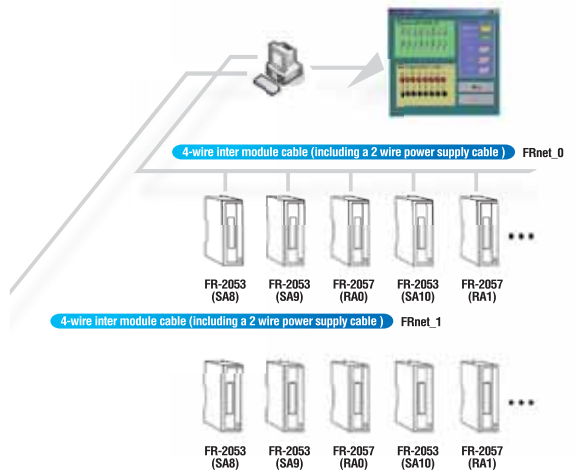 4-wire inter module cable (including a 2 wire power supply cable ) FRnet_0
FR-2053 FR-2053 FR-2057 FR-2053 FR-2057
(SA8) (SA9) (RA0) (SA10) (RA1)
4-wire inter module cable (including a 2 wire power supply cable ) FRnet_1
FR-2053 FR-2053 FR-2057 FR-2053 FR-2057
(SA8) (SA9) (RA0) (SA10) (RA1)